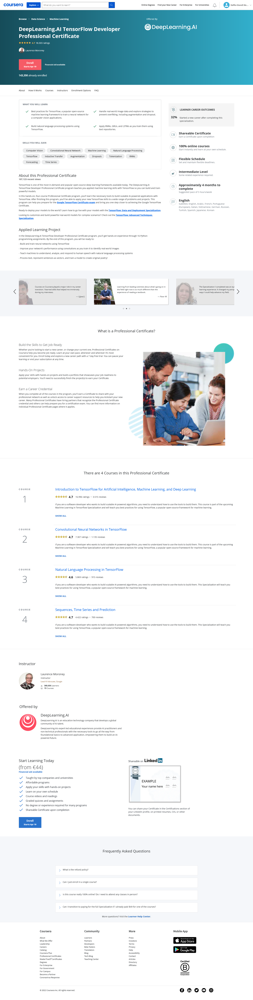 coursera
Explore
What do you want to learn?
Online Degrees
Find your New Career
For Enterprise
For Universities
Steffen Brandt We...
Browse > Data Science > Machine Learning
Offered By
DeepLearning.AI TensorFlow Developer
Professional Certificate
DeepLearning.AI
4.7 18.303 ratings
Laurence Moroney
Enroll
Starts Apr 19
Financial aid available
143,350 already enrolled
About
How It Works
Courses
Instructors
Enrollment Options
FAQ
WHAT YOU WILL LEARN
Best practices for TensorFlow, a popular open-source
machine learning framework to train a neural network for
a computer vision applications.
Handle real-world image data and explore strategies to
prevent overfitting, including augmentation and dropout.
Build natural language processing systems using
TensorFlow.
Apply RNNs, GRUs, and LSTMs as you train them using
text repositories.
SKILLS YOU WILL GAIN
Computer Vision
Convolutional Neural Network
Machine Learning
Natural Language Processing
Tensorflow
Inductive Transfer
Augmentation
Dropouts
Tokenization
RNNs
Forecasting
Time Series
LEARNER CAREER OUTCOMES
32%
Started a new career after completing this
specialization.
Shareable Certificate
Earn a Certificate upon completion
100% online courses
Start instantly and learn at your own schedule.
Flexible Schedule
Set and maintain flexible deadlines.
Intermediate Level
Some related experience required.
Approximately 4 months to
complete
Suggested pace of 5 hours/week
English
Subtitles: English, Arabic, French, Portuguese
(European), Italian, Vietnamese, German, Russian,
Turkish, Spanish, Japanese, Korean
About this Professional Certificate
107,123 recent views
TensorFlow is one of the most in-demand and popular open-source deep learning frameworks available today. The DeepLearning.AI
TensorFlow Developer Professional Certificate program teaches you applied machine learning skills with TensorFlow so you can build and train
powerful models.
In this hands-on, four-course Professional Certificate program, you'll learn the necessary tools to build scalable AI-powered applications with
TensorFlow. After finishing this program, you'll be able to apply your new TensorFlow skills to a wide range of problems and projects. This
program can help you prepare for the Google TensorFlow Certificate exam and bring you one step closer to achieving the Google TensorFlow
Certificate.
Ready to deploy your models to the world? Learn how to go live with your models with the TensorFlow: Data and Deployment Specialization.
Looking to customize and build powerful real-world models for complex scenarios? Check out the TensorFlow: Advanced Techniques
Specialization.
Applied Learning Project
In the DeepLearning.AI TensorFlow Developer Professional Certificate program, you'll get hands-on experience through 16 Python
programming assignments. By the end of this program, you will be ready to:
- Build and train neural networks using TensorFlow
- Improve your network's performance using convolutions as you train it to identify real-world images
- Teach machines to understand, analyze, and respond to human speech with natural language processing systems
- Process text, represent sentences as vectors, and train a model to create original poetry!
Courses on Coursera played a major role in my career
transition. I learned skills that helped me immensely
during my interviews.
— Ujjwal J.
Learning from leading scientists about what's going on in
the field right now is so much different than the
experience of reading a textbook.
— Peter W.
The Specialization I completed was an eye
learning experience. It changed my persp
ways I could help advance my field.
What is a Professional Certificate?
Build the Skills to Get Job Ready
Whether you're looking to start a new career, or change your current one, Professional Certificates on
Coursera help you become job ready. Learn at your own pace, whenever and wherever it's most
convenient for you. Enroll today and explore a new career path with a 7 day free trial. You can pause your
learning or end your subscription at any time.
Hands-On Projects
Apply your skills with hands-on projects and build a portfolio that showcases your job readiness to
potential employers. You'll need to successfully finish the project(s) to earn your Certificate.
Earn a Career Credential
When you complete all of the courses in the program, you'll earn a Certificate to share with your
professional network as well as unlock access to career support resources to help you kickstart your new
career. Many Professional Certificates have hiring partners that recognize the Professional Certificate
credential and others can help prepare you for a certification exam. You can find more information on
individual Professional Certificate pages where it applies.
There are 4 Courses in this Professional Certificate
COURSE
1
Introduction to TensorFlow for Artificial Intelligence, Machine Learning, and Deep Learning
4.7 16.996 ratings • 3.515 reviews
If you are a software developer who wants to build scalable AI-powered algorithms, you need to understand how to use the tools to build them. This course is part of the upcoming
Machine Learning in Tensorflow Specialization and will teach you best practices for using TensorFlow, a popular open-source framework for machine learning.
SHOW ALL
COURSE
2
Convolutional Neural Networks in TensorFlow
4.7 7.307 ratings • 1.135 reviews
If you are a software developer who wants to build scalable AI-powered algorithms, you need to understand how to use the tools to build them. This course is part of the upcoming
Machine Learning in Tensorflow Specialization and will teach you best practices for using TensorFlow, a popular open-source framework for machine learning.
SHOW ALL
COURSE
3
Natural Language Processing in TensorFlow
4.6 5.869 ratings • 915 reviews
If you are a software developer who wants to build scalable AI-powered algorithms, you need to understand how to use the tools to build them. This Specialization will teach you
best practices for using TensorFlow, a popular open-source framework for machine learning.
SHOW ALL
COURSE
4
Sequences, Time Series and Prediction
4.7 4.422 ratings • 700 reviews
If you are a software developer who wants to build scalable AI-powered algorithms, you need to understand how to use the tools to build them. This Specialization will teach you
best practices for using TensorFlow, a popular open-source framework for machine learning.
SHOW ALL
Instructor
Laurence Moroney
Instructor
Lead AI Advocate, Google
360,636 Learners
15 Courses
Offered by
DeepLearning.AI
DeepLearning.AI is an education technology company that develops a global
community of AI talent.
DeepLearning.AIs expert-led educational experiences provide AI practitioners and
non-technical professionals with the necessary tools to go all the way from
foundational basics to advanced application, empowering them to build an AI-
powered future.
Start Learning Today
(from €44)
Financial aid available
Taught by top companies and universities
Affordable programs
Apply your skills with hands-on projects
Learn on your own schedule
Course videos and readings
Graded quizzes and assignments
No degree or experience required for many programs
Shareable Certificate upon completion
Enroll
Starts Apr 19
Shareable on LinkedIn
EXAMPLE
Your name here
You can share your Certificate in the Certifications section of
your LinkedIn profile, on printed resumes, CVs, or other
documents.
Frequently Asked Questions
What is the refund policy?
Can I just enroll in a single course?
Is this course really 100% online? Do I need to attend any classes in person?
Can I transition to paying for the full Specialization if I already paid $49 for one of the courses?
More questions? Visit the Learner Help Center.
Coursera
About
What We Offer
Leadership
Careers
Catalog
Coursera Plus
Professional Certificates
MasterTrack® Certificates
Degrees
For Enterprise
For Government
For Campus
Become a Partner
Coronavirus Response
Community
Learners
Partners
Developers
Beta Testers
Translators
Blog
Tech Blog
Teaching Center
More
Press
Investors
Terms
Privacy
Help
Accessibility
Contact
Articles
Directory
Affiliates
Mobile App
Download on the
App Store
GET IT ON
Google Play
Certified
B
Corporation
© 2022 Coursera Inc. All rights reserved.